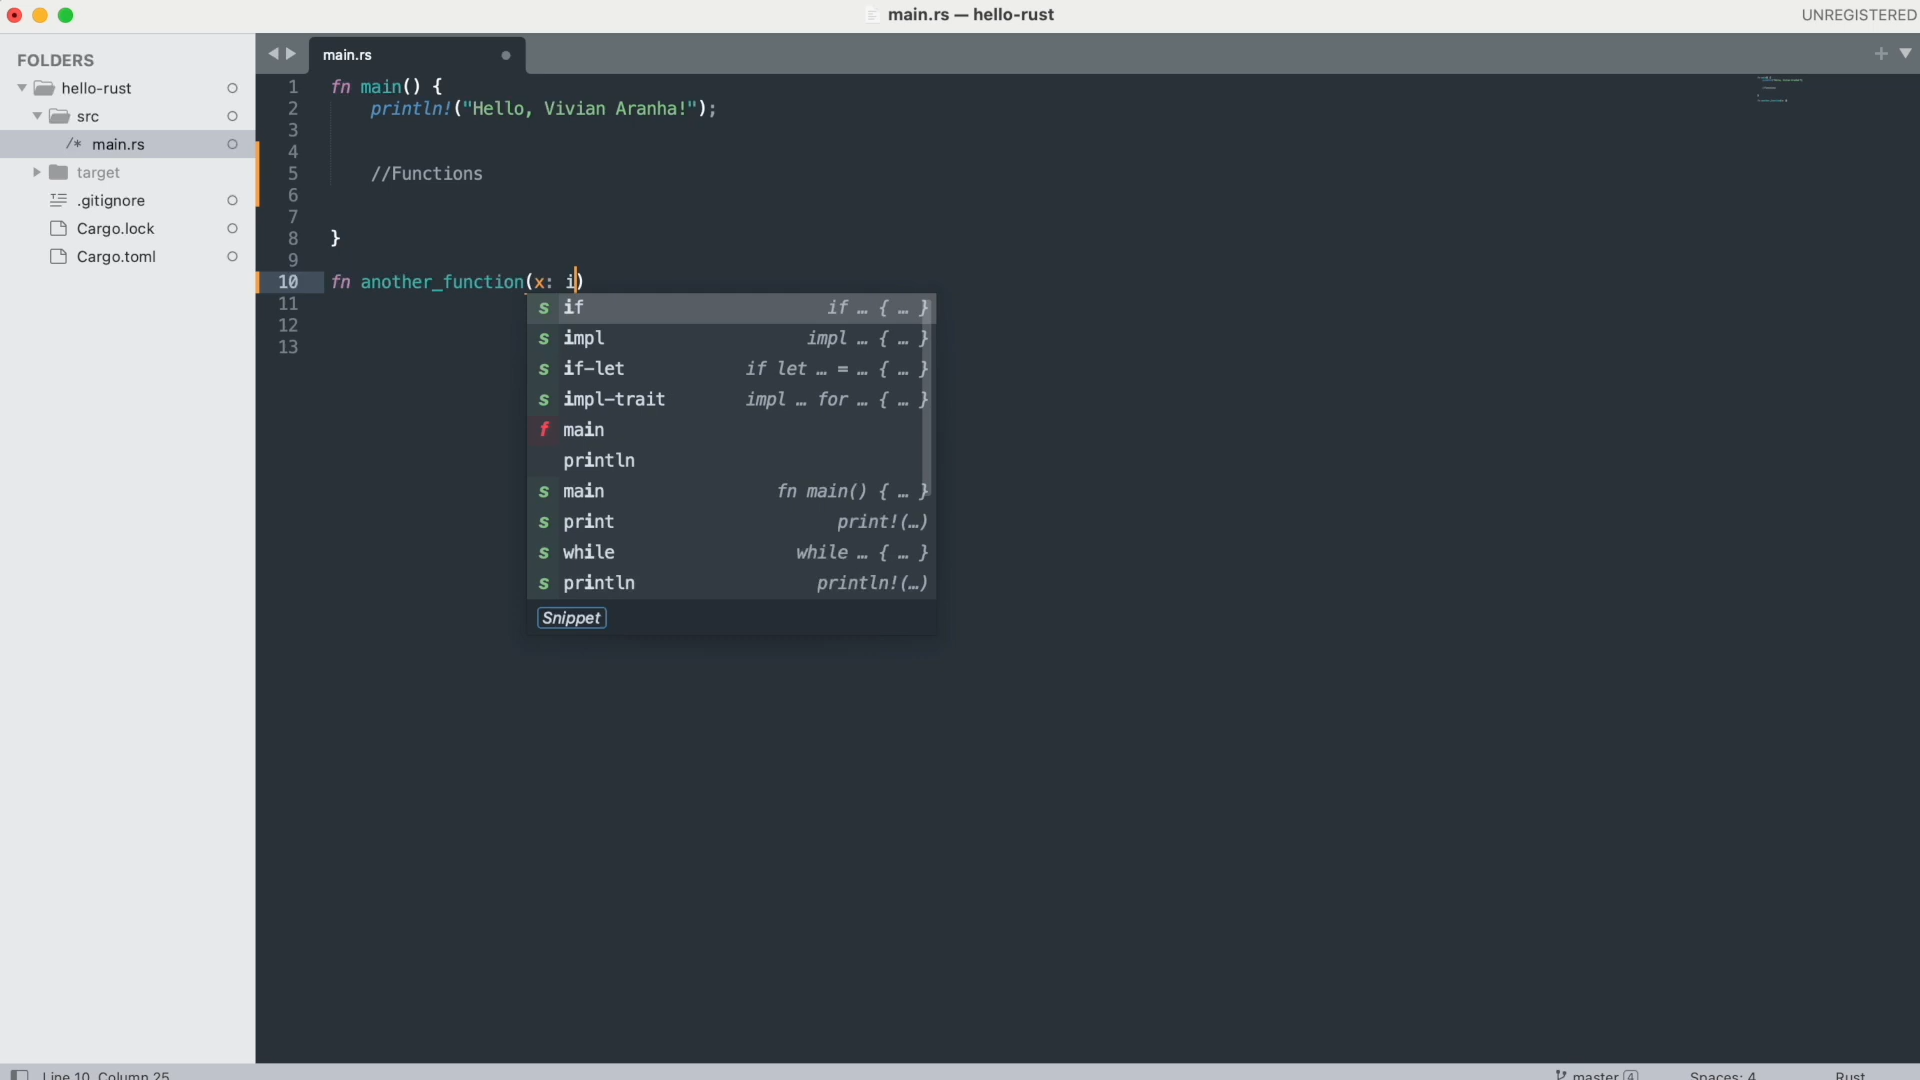 main.rs — hello-rust
UNREGISTERED
FOLDERS
hello-rust
src
/* main.rs
target
.gitignore
Cargo.lock
Cargo.toml
main.rs
1 fn main() {
2 println!("Hello, Vivian Aranha!");
3
4
5 //Functions
6
7
8 }
9
10 fn another_function(x: i)
11
12
13
s if if … { … }
s impl impl … { … }
s if-let if let … = … { … }
s impl-trait impl … for … { … }
f main
println
s main fn main() { … }
s print print!(…)
s while while … { … }
s println println!(…)
Snippet
Line 10, Column 25
master 4
Spaces: 4
Rust